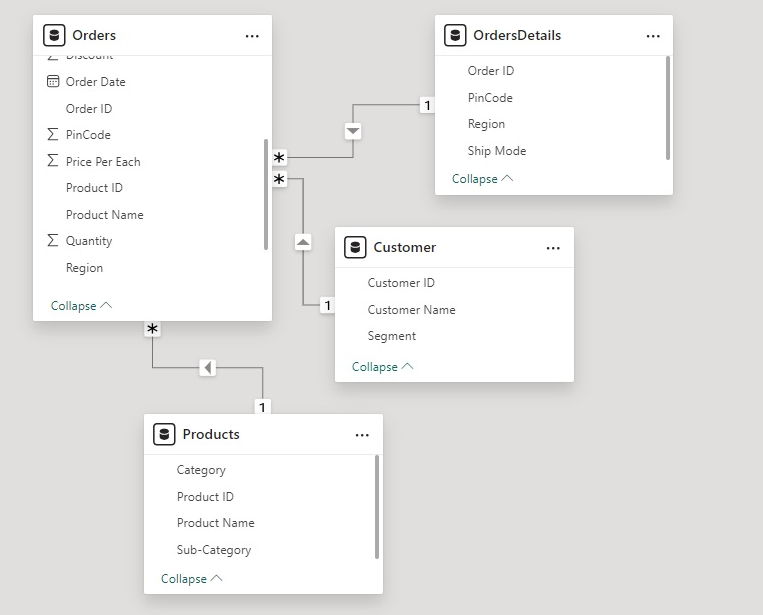 Orders
Discount
Order Date
Order ID
PinCode
Price Per Each
Product ID
Product Name
Quantity
Region
Collapse
OrdersDetails
Order ID
PinCode
Region
Ship Mode
Collapse
1
*
*
Customer
Customer ID
Customer Name
Segment
Collapse
1
*
1
Products
Category
Product ID
Product Name
Sub-Category
Collapse